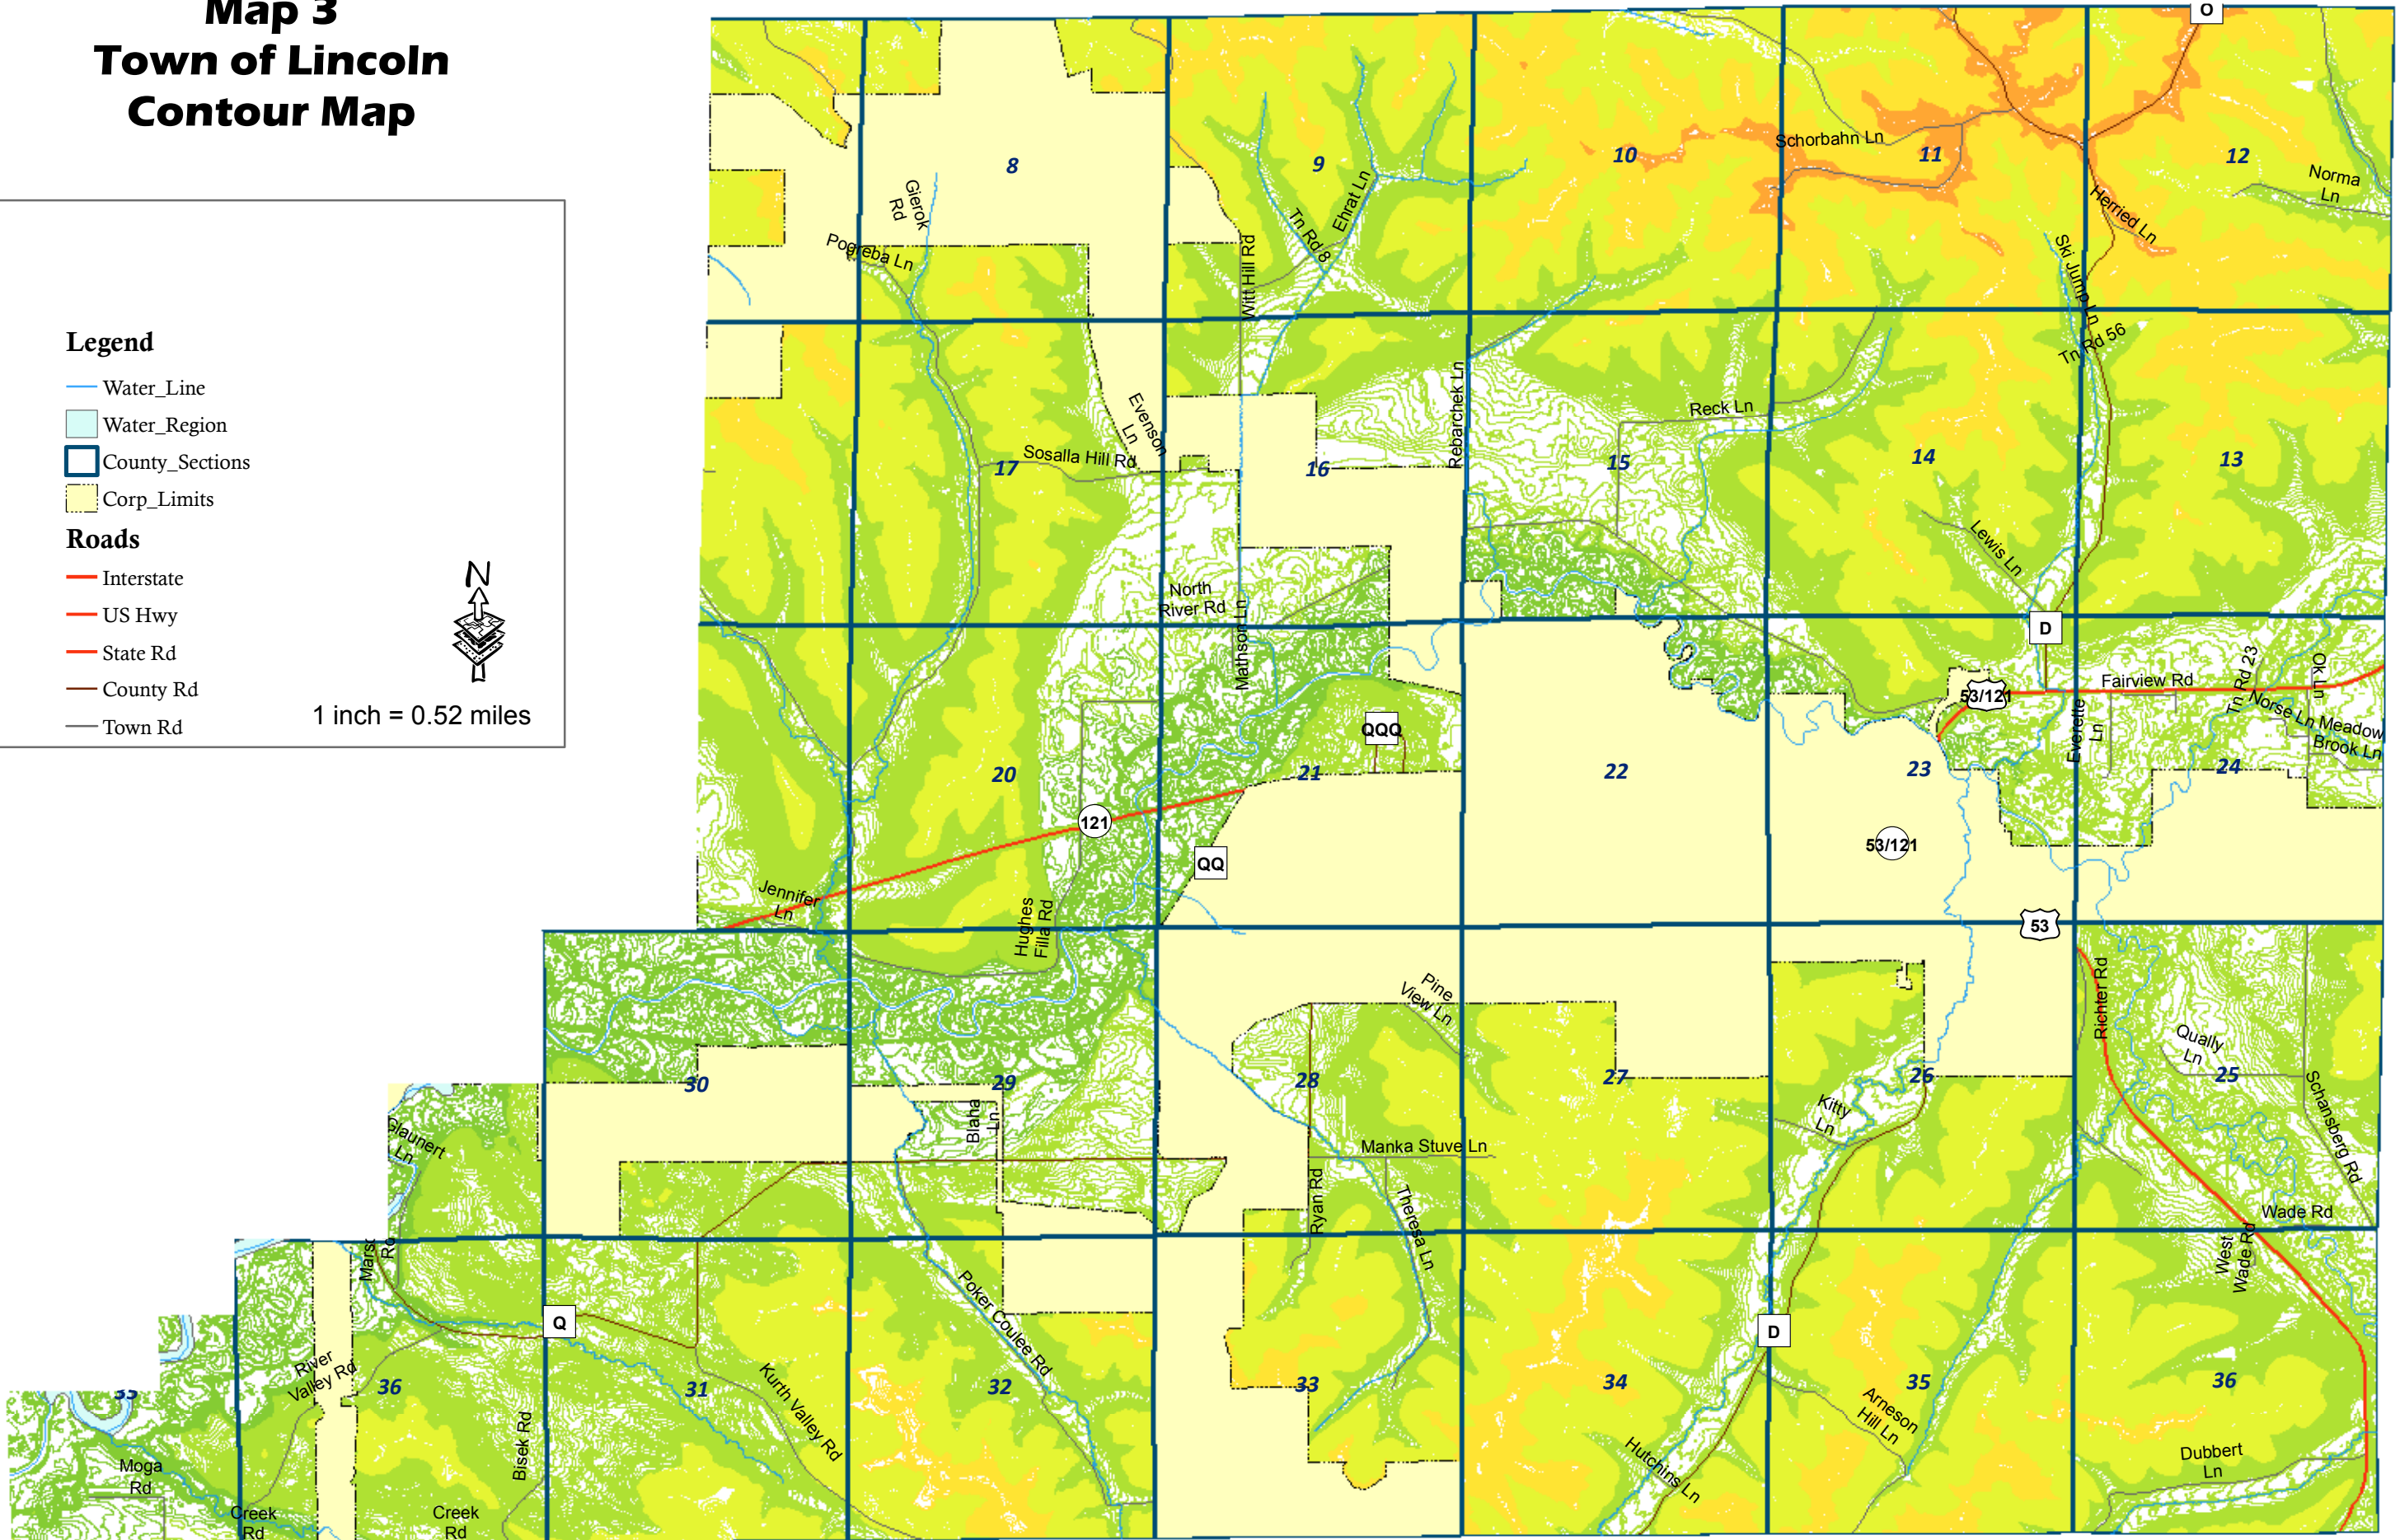 Map 3
Town of Lincoln
Contour Map
Legend
Water_Line
Water_Region
County_Sections
Corp_Limits
Roads
Interstate
US Hwy
State Rd
County Rd
Town Rd
N
1 inch = 0.52 miles
O
8
9
10
11
12
Schorbahn Ln
Norma
Ln
Herried Ln
Gierok
Rd
Pogreba Ln
Tn Rd 8
Ehrat Ln
Witt Hill Rd
Ski Jump Ln
Tn Rd 56
Evenson
Ln
Rebarchek Ln
Reck Ln
Sosalla Hill Rd
17
16
15
14
13
Lewis Ln
North
River Rd
Mathson Ln
D
53/121
Fairview Rd
Tn Rd 23
Ok Ln
Norse Ln
Meadow
Brook Ln
Everette
Ln
QQQ
20
21
22
23
24
121
QQ
53/121
Jennifer
Ln
Hughes
Filla Rd
53
Pine
View Ln
Richter Rd
Qually
Ln
30
29
28
27
26
25
Schansberg Rd
Kitty
Ln
Blaha
Ln
Glaunert
Ln
Manka Stuve Ln
Ryan Rd
Theresa Ln
Wade Rd
West
Wade Rd
Q
D
Poker Coulee Rd
River
Valley Rd
35
36
31
32
33
34
35
36
Kurth Valley Rd
Bisek Rd
Arneson
Hill Ln
Hutchins Ln
Dubbert
Ln
Moga
Rd
Creek
Rd
Creek
Rd